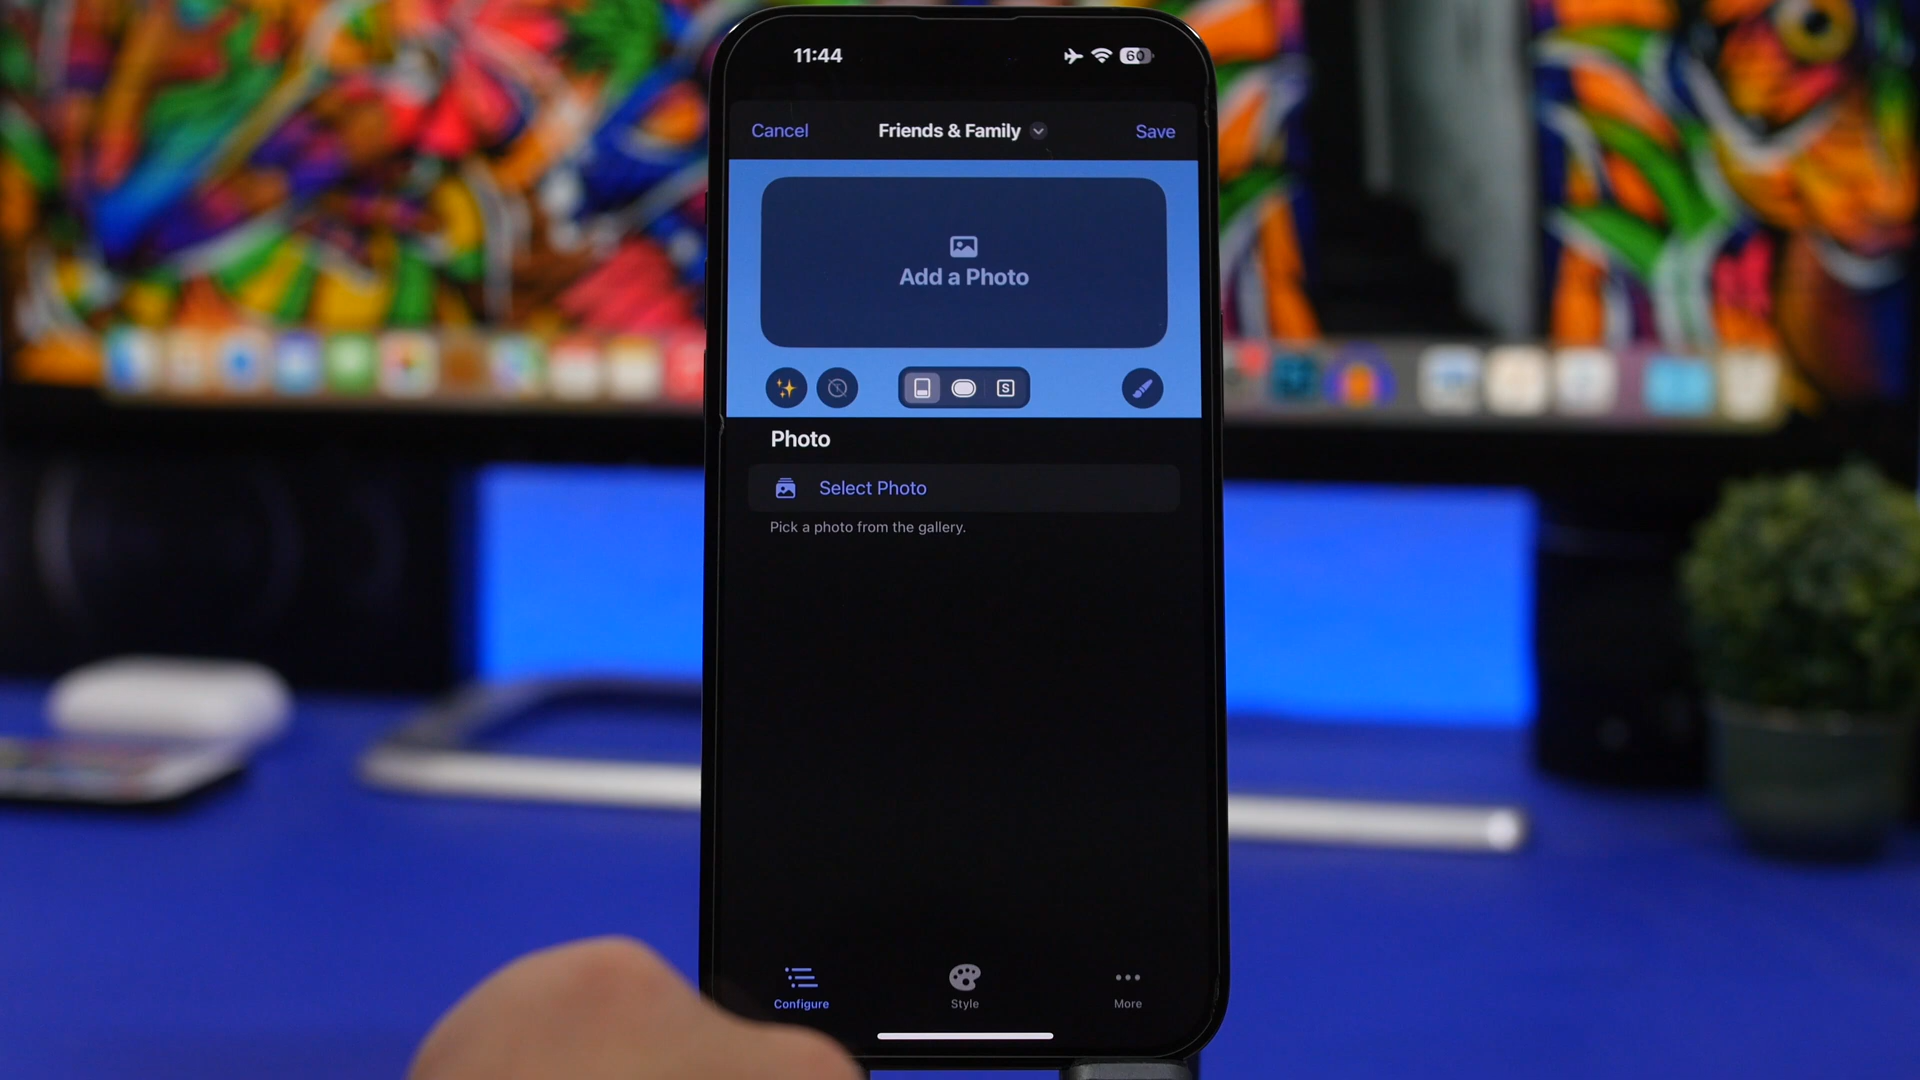 11:44
60
Cancel
Friends & Family
Save
Add a Photo
S
Photo
Select Photo
Pick a photo from the gallery.
Configure
Style
More